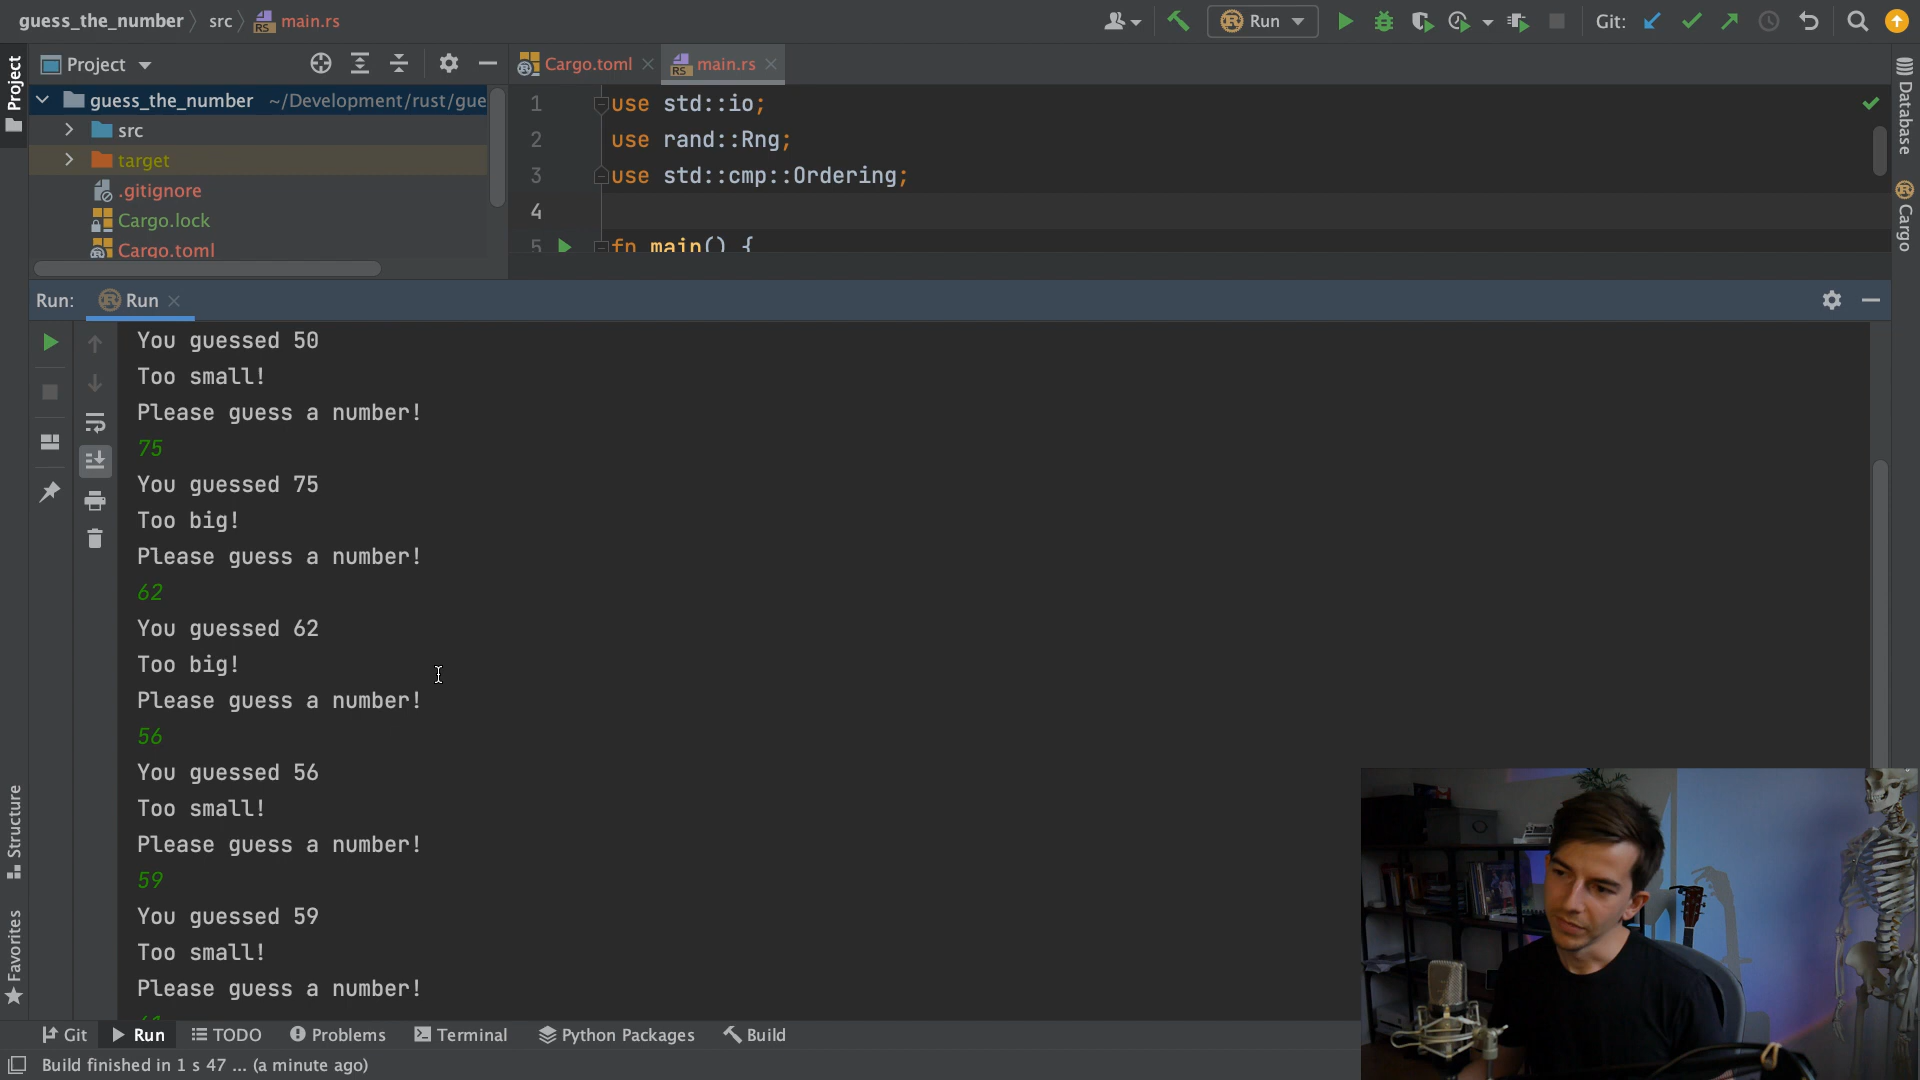 guess_the_number src main.rs
Run
Git:
Project
Project
Cargo.toml
main.rs
guess_the_number ~/Development/rust/gue
src
target
.gitignore
Cargo.lock
Cargo.toml
1 use std::io;
2 use rand::Rng;
3 use std::cmp::Ordering;
4
5 fn main() {
Database
Cargo
Run: Run
You guessed 50
Too small!
Please guess a number!
75
You guessed 75
Too big!
Please guess a number!
62
You guessed 62
Too big!
Please guess a number!
56
You guessed 56
Too small!
Please guess a number!
59
You guessed 59
Too small!
Please guess a number!
Structure
Favorites
Git Run TODO Problems Terminal Python Packages Build
Build finished in 1 s 47 ... (a minute ago)